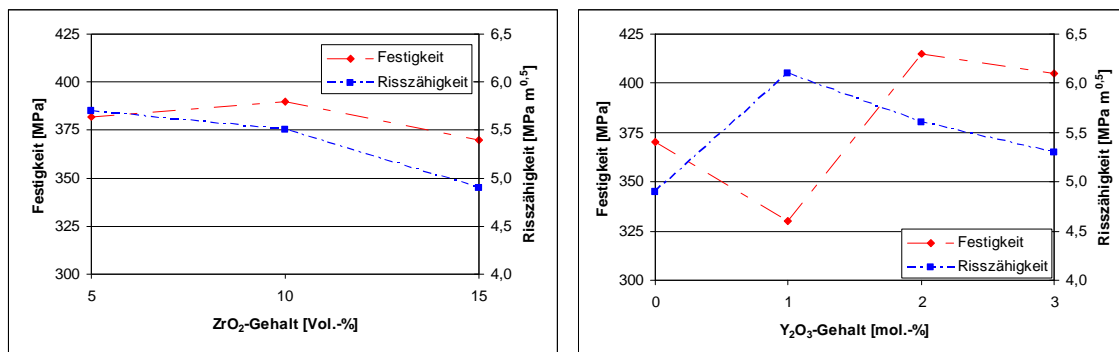 425
400
375
350
325
300
Festigkeit [MPa]
6,5
6,0
5,5
5,0
4,5
4,0
Risszähigkeit [MPa m^0,5]
Festigkeit
Risszähigkeit
5 10 15
ZrO₂-Gehalt [Vol.-%]
425
400
375
350
325
300
Festigkeit [MPa]
6,5
6,0
5,5
5,0
4,5
4,0
Risszähigkeit [MPa m^0,5]
Festigkeit
Risszähigkeit
0 1 2 3
Y₂O₃-Gehalt [mol.-%]